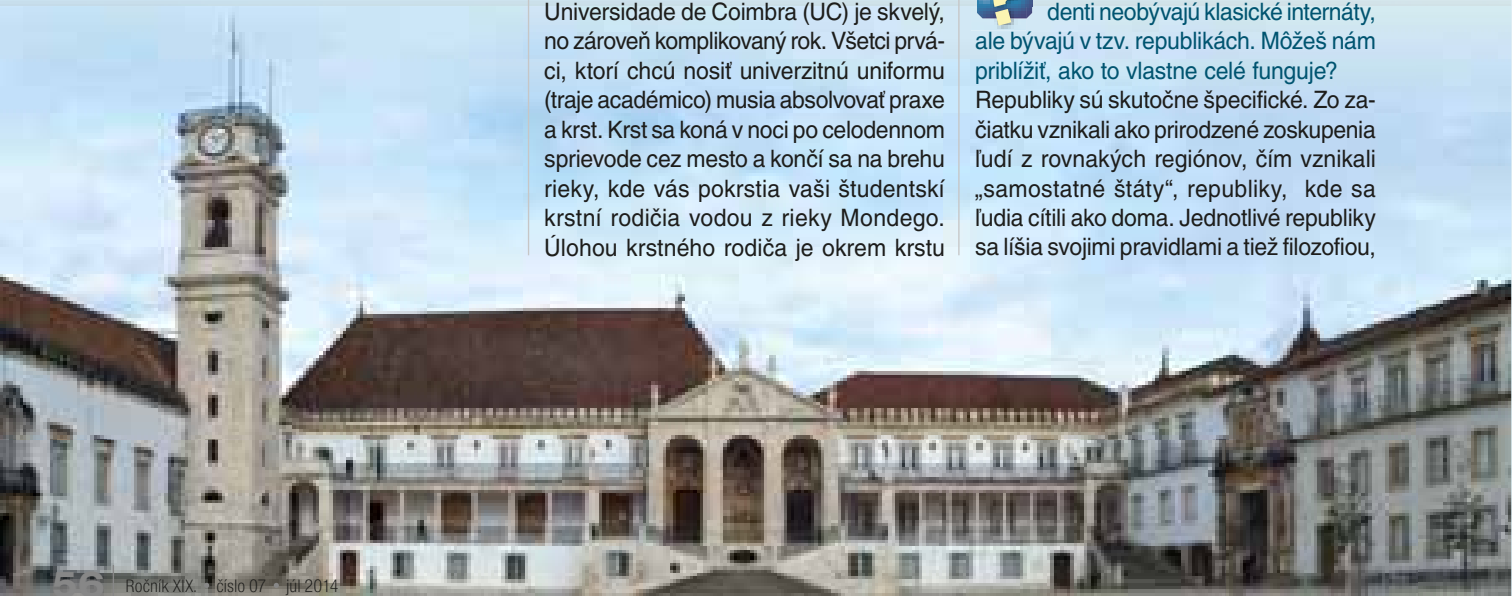 Universidade de Coimbra (UC) je skvelý,
no zároveň komplikovaný rok. Všetci prvá-
ci, ktorí chcú nosiť univerzitnú uniformu
(traje académico) musia absolvovať praxe
a krst. Krst sa koná v noci po celodennom
sprievode cez mesto a končí sa na brehu
rieky, kde vás pokrstia vaši študentskí
krstní rodičia vodou z rieky Mondego.
Úlohou krstného rodiča je okrem krstu
denti neobývajú klasické internáty,
ale bývajú v tzv. republikách. Môžeš nám
priblížiť, ako to vlastne celé funguje?
Republiky sú skutočne špecifické. Zo za-
čiatku vznikali ako prirodzené zoskupenia
ľudí z rovnakých regiónov, čím vznikali
„samostatné štáty“, republiky, kde sa
ľudia cítili ako doma. Jednotlivé republiky
sa líšia svojimi pravidlami a tiež filozofiou,
56 Ročník XIX. • číslo 07 • júl 2014